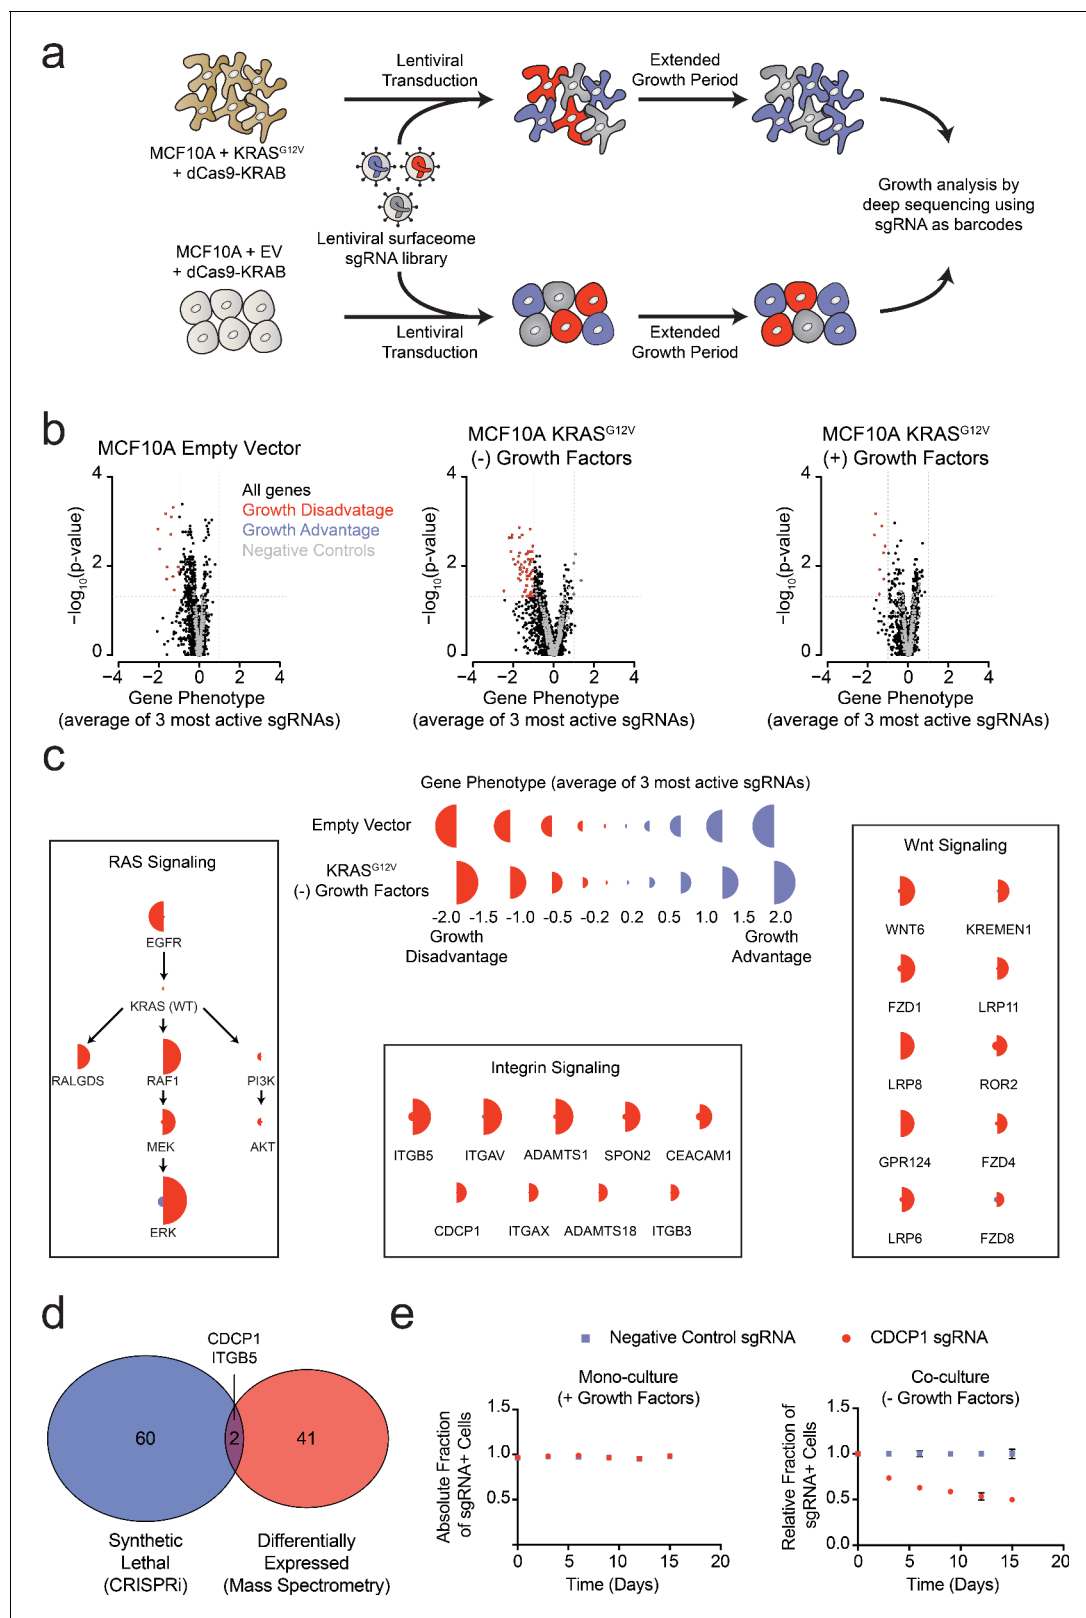 a
Lentiviral
Transduction
Extended
Growth Period
MCF10A + KRASG12V
+ dCas9-KRAB
Growth analysis by
deep sequencing using
sgRNA as barcodes
Lentiviral surfaceome
sgRNA library
MCF10A + EV
+ dCas9-KRAB
Lentiviral
Transduction
Extended
Growth Period
b
MCF10A Empty Vector
MCF10A KRASG12V
(-) Growth Factors
MCF10A KRASG12V
(+) Growth Factors
All genes
Growth Disadvatage
Growth Advantage
Negative Controls
−log10(p-value)
4
2
0
−4 −2 0 2 4
Gene Phenotype
(average of 3 most active sgRNAs)
−log10(p-value)
4
2
0
−4 −2 0 2 4
Gene Phenotype
(average of 3 most active sgRNAs)
−log10(p-value)
4
2
0
−4 −2 0 2 4
Gene Phenotype
(average of 3 most active sgRNAs)
c
Gene Phenotype (average of 3 most active sgRNAs)
Empty Vector
KRASG12V
(-) Growth Factors
-2.0 -1.5 -1.0 -0.5 -0.2 0.2 0.5 1.0 1.5 2.0
Growth
Disadvantage
Growth
Advantage
RAS Signaling
EGFR
KRAS (WT)
RALGDS RAF1 PI3K
MEK AKT
ERK
Integrin Signaling
ITGB5 ITGAV ADAMTS1 SPON2 CEACAM1
CDCP1 ITGAX ADAMTS18 ITGB3
Wnt Signaling
WNT6 KREMEN1
FZD1 LRP11
LRP8 ROR2
GPR124 FZD4
LRP6 FZD8
d
CDCP1
ITGB5
60 2 41
Synthetic
Lethal
(CRISPRi)
Differentially
Expressed
(Mass Spectrometry)
e
Negative Control sgRNA CDCP1 sgRNA
Mono-culture
(+ Growth Factors)
Absolute Fraction
of sgRNA+ Cells
1.5
1.0
0.5
0 5 10 15 20
Time (Days)
Co-culture
(- Growth Factors)
Relative Fraction of
sgRNA+ Cells
1.5
1.0
0.5
0.0
0 5 10 15 20
Time (Days)